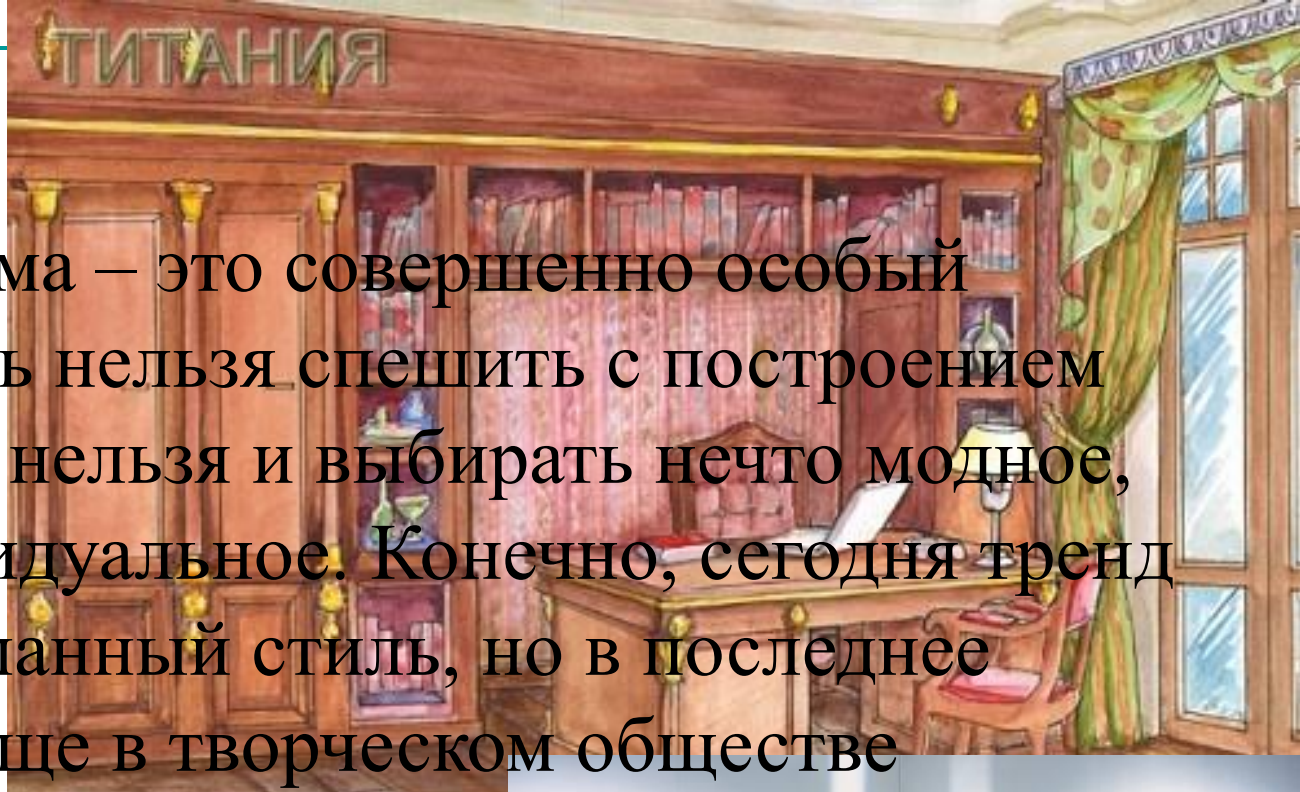 ТИТАНИЯ
ма – это совершенно особый
ь нельзя спешить с построением
нельзя и выбирать нечто модное,
идуальное. Конечно, сегодня тренд
ланный стиль, но в последнее
ще в творческом обществе